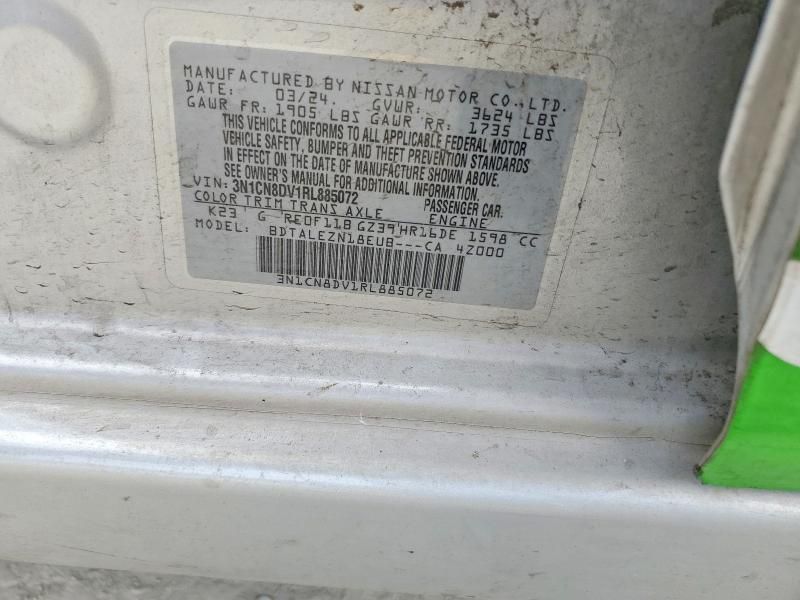 MANUFACTURED BY NISSAN MOTOR CO., LTD.
DATE: 03/24. GVWR: 3624 LBS
GAWR FR: 1905 LBS GAWR RR: 1735 LBS
THIS VEHICLE CONFORMS TO ALL APPLICABLE FEDERAL MOTOR
VEHICLE SAFETY, BUMPER AND THEFT PREVENTION STANDARDS
IN EFFECT ON THE DATE OF MANUFACTURE SHOWN ABOVE.
SEE OWNER MANUAL FOR ADDITIONAL INFORMATION.
VIN: 3N1CN8DV1RL885072 PASSENGER CAR.
COLOR TRIM TRANS AXLE ENGINE
K23 G RE0F11B GZ39 HR16DE 1598 CC
MODEL: BDTALEZN18EUB---CA 4Z000
3N1CN8DV1RL885072